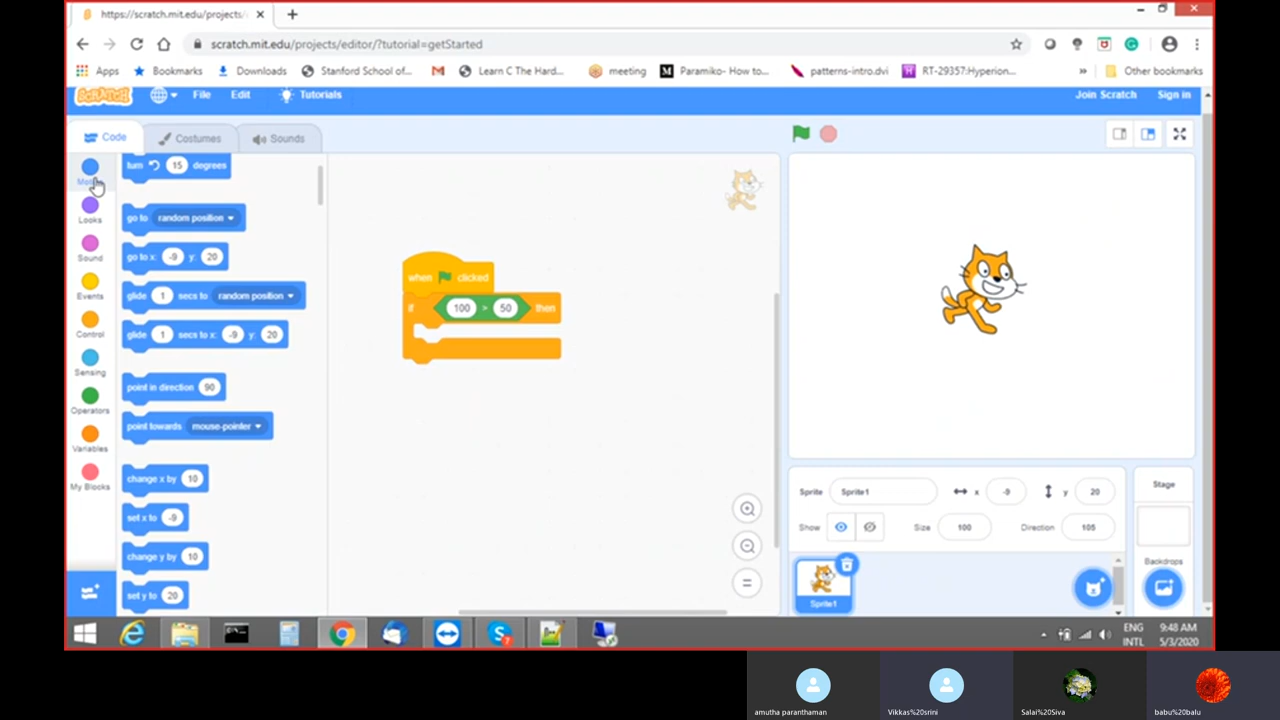 https://scratch.mit.edu/projects/
scratch.mit.edu/projects/editor/?tutorial=getStarted
Apps Bookmarks Downloads Stanford School of... Learn C The Hard... meeting Paramiko- How to... patterns-intro.dvi RT-29357:Hyperion... » Other bookmarks
SCRATCH File Edit Tutorials Join Scratch Sign in
Code Costumes Sounds
Motion
Looks
Sound
Events
Control
Sensing
Operators
Variables
My Blocks
turn 15 degrees
go to random position
go to x: -9 y: 20
glide 1 secs to random position
glide 1 secs to x: -9 y: 20
point in direction 90
point towards mouse-pointer
change x by 10
set x to -9
change y by 10
set y to 20
when clicked
if 100 > 50 then
Sprite Sprite1 x -9 y 20
Show Size 100 Direction 105
Sprite1
Stage
Backdrops
ENG
INTL
9:48 AM
5/3/2020
amutha paranthaman
Vikkas%20srini
Salai%20Siva
babu%20balu